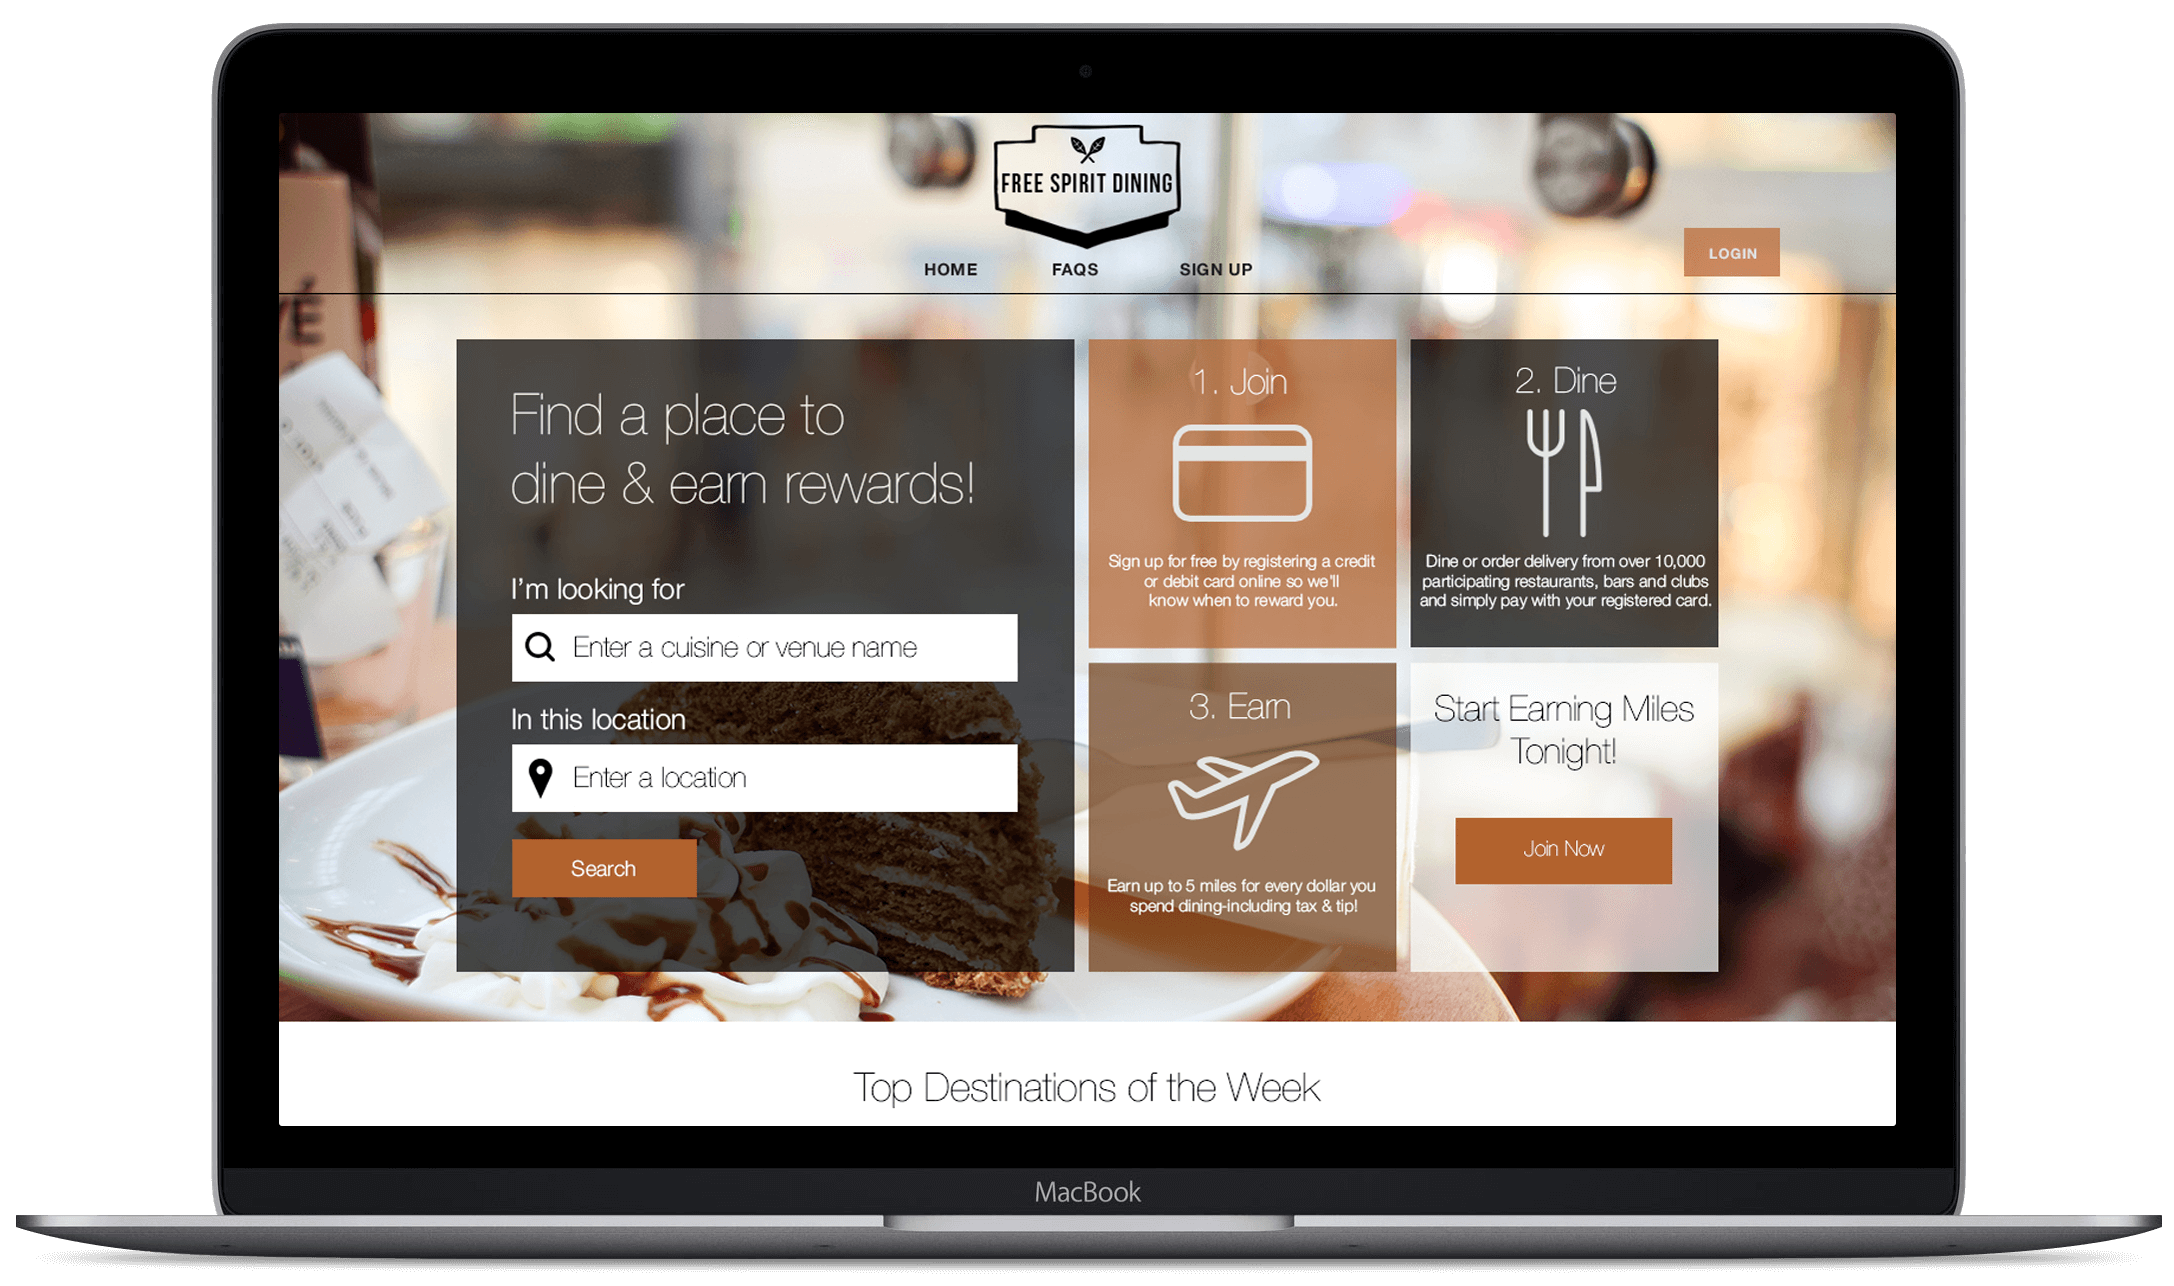 FREE SPIRIT DINING
HOME
FAQS
SIGN UP
LOGIN
Find a place to
dine & earn rewards!
I'm looking for
Enter a cuisine or venue name
In this location
Enter a location
Search
1. Join
Sign up for free by registering a credit
or debit card online so we'll
know when to reward you.
2. Dine
Dine or order delivery from over 10,000
participating restaurants, bars and clubs
and simply pay with your registered card.
3. Earn
Earn up to 5 miles for every dollar you
spend dining-including tax & tip!
Start Earning Miles
Tonight!
Join Now
Top Destinations of the Week
MacBook